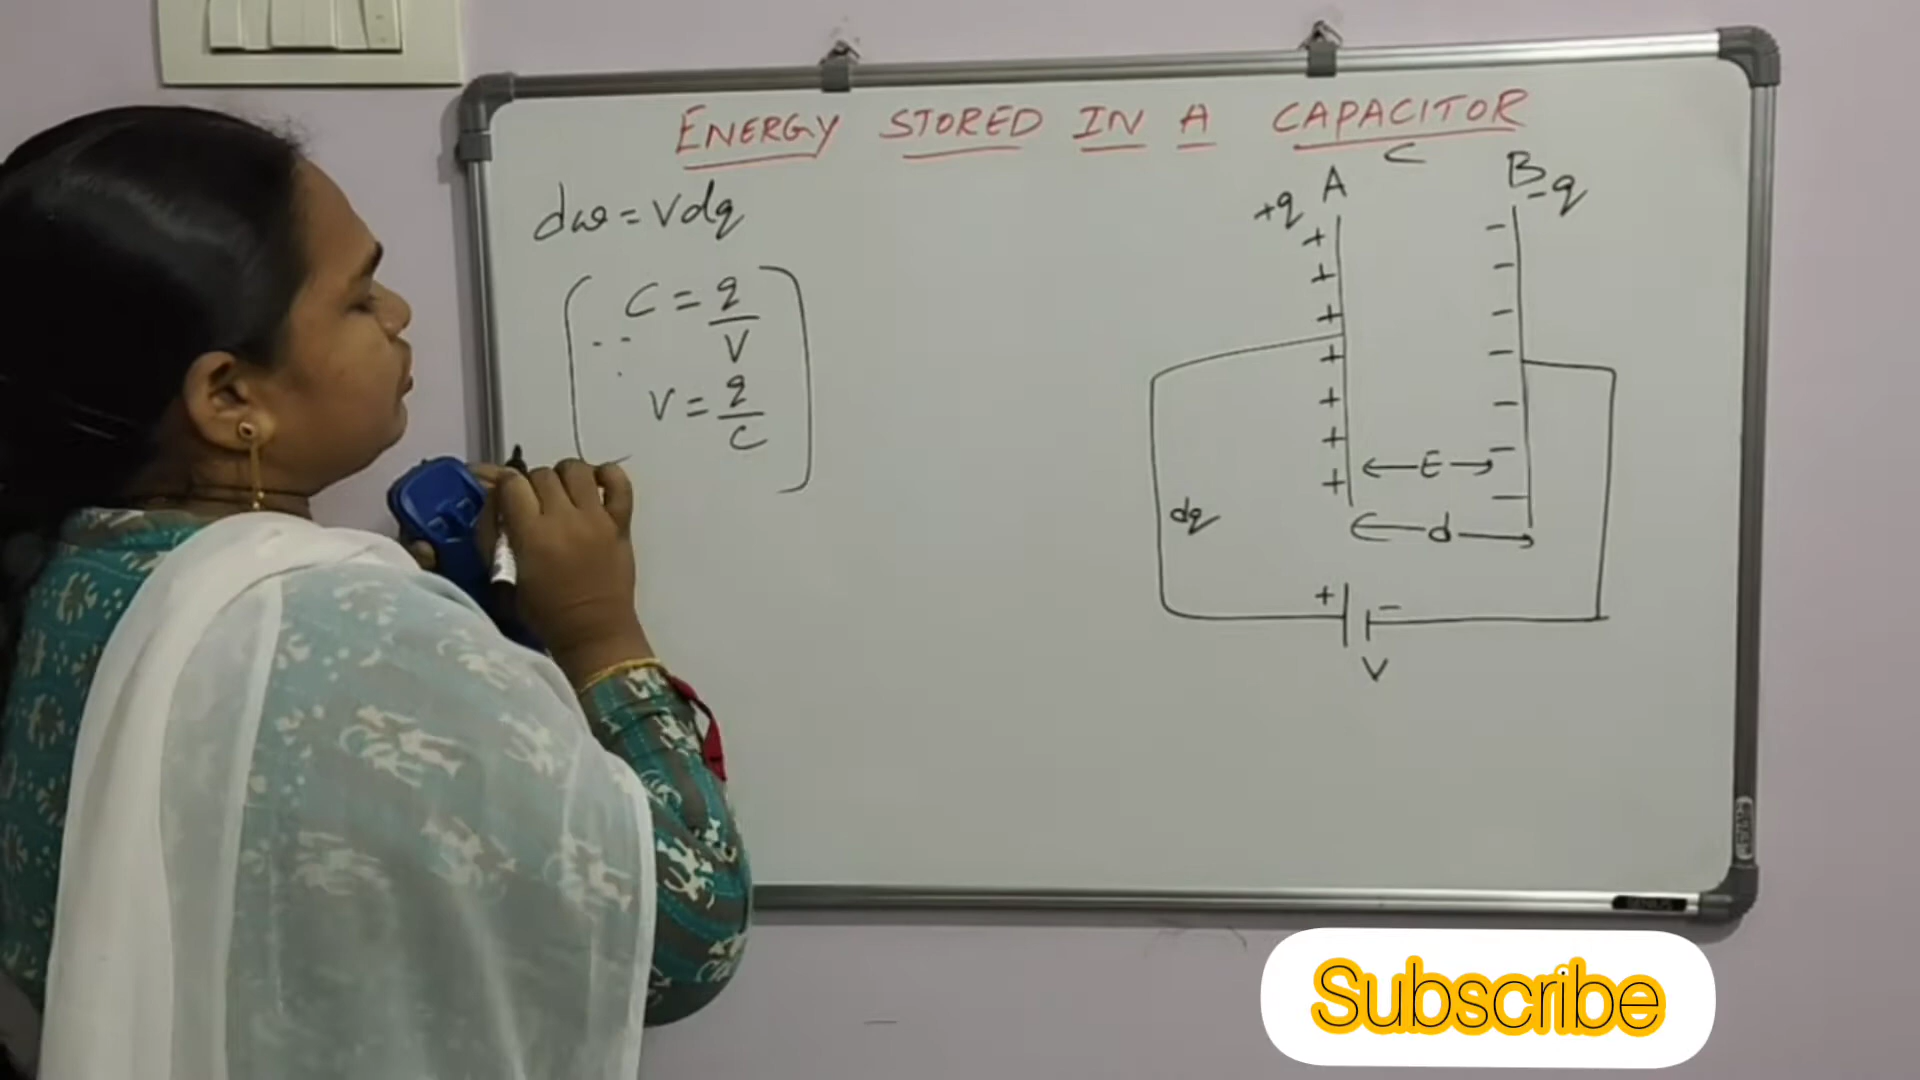 ENERGY STORED IN A CAPACITOR
dw = Vdq
C = q/V
V = q/C
C
A
B
+q
-q
+
+
+
+
+
+
+
-
-
-
-
-
-
-
E
d
dq
+
-
V
Subscribe